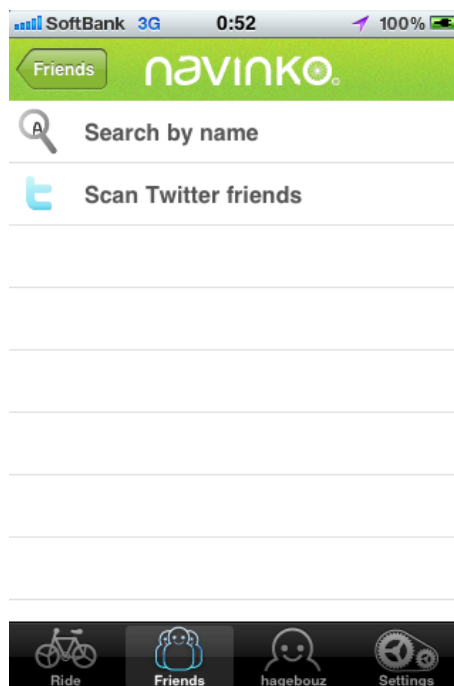 SoftBank 3G 0:52 100%
Friends navinko
Search by name
Scan Twitter friends
Ride Friends hagebouz Settings